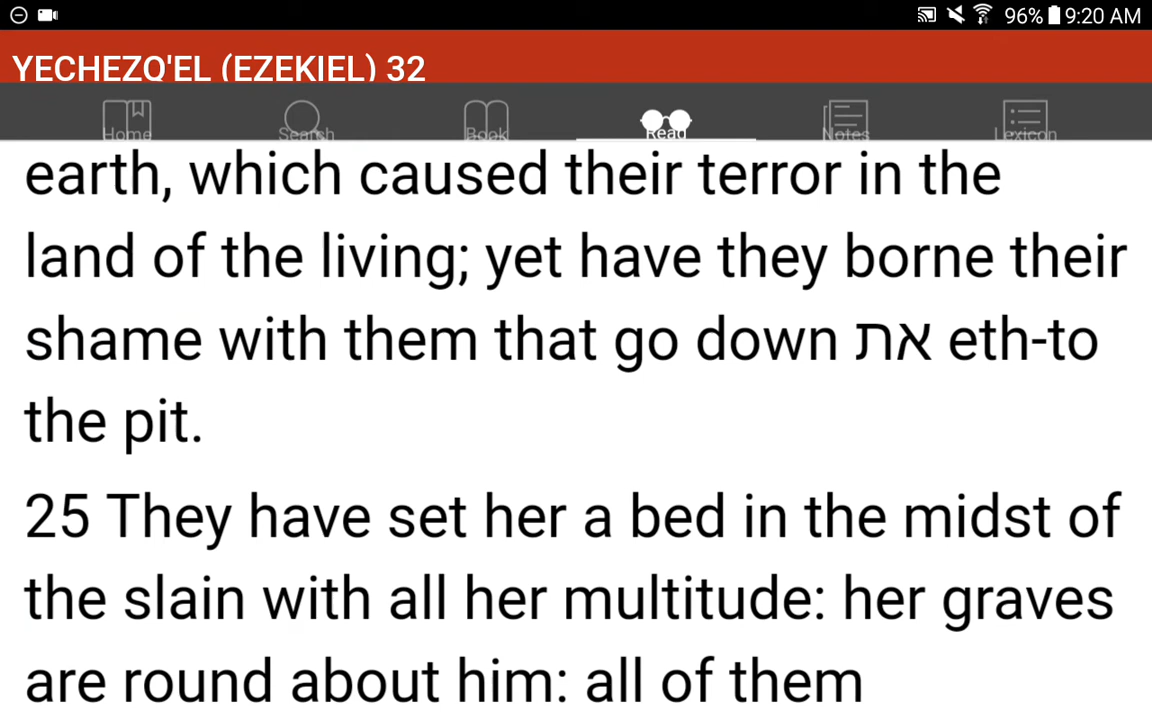 96% 9:20 AM
YECHEZQ'EL (EZEKIEL) 32
Home Search Book Read Notes Lexicon
earth, which caused their terror in the
land of the living; yet have they borne their
shame with them that go down את eth-to
the pit.
25 They have set her a bed in the midst of
the slain with all her multitude: her graves
are round about him: all of them